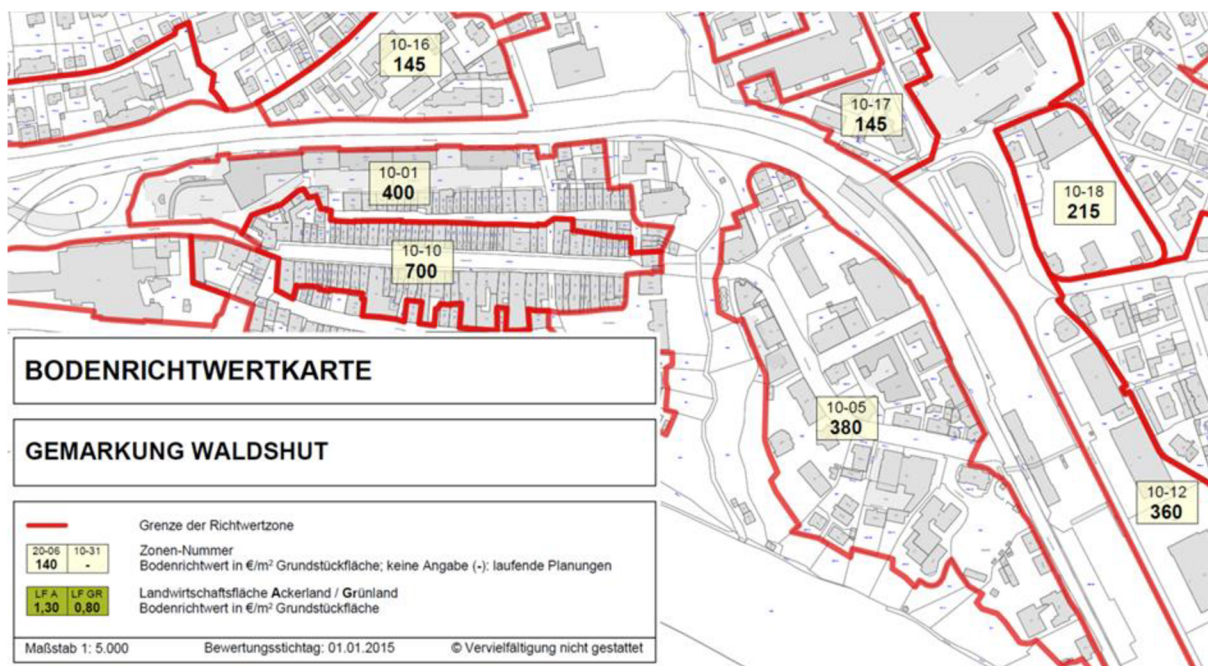 10-16
145
10-17
145
10-01
400
10-18
215
10-10
700
10-05
380
10-12
360
BODENRICHTWERTKARTE
GEMARKUNG WALDSHUT
Grenze der Richtwertzone
20-06 10-31
140 -
Zonen-Nummer
Bodenrichtwert in €/m² Grundstückfläche; keine Angabe (-): laufende Planungen
LF A LF GR
1,30 0,80
Landwirtschaftsfläche Ackerland / Grünland
Bodenrichtwert in €/m² Grundstückfläche
Maßstab 1: 5.000 Bewertungsstichtag: 01.01.2015 © Vervielfältigung nicht gestattet